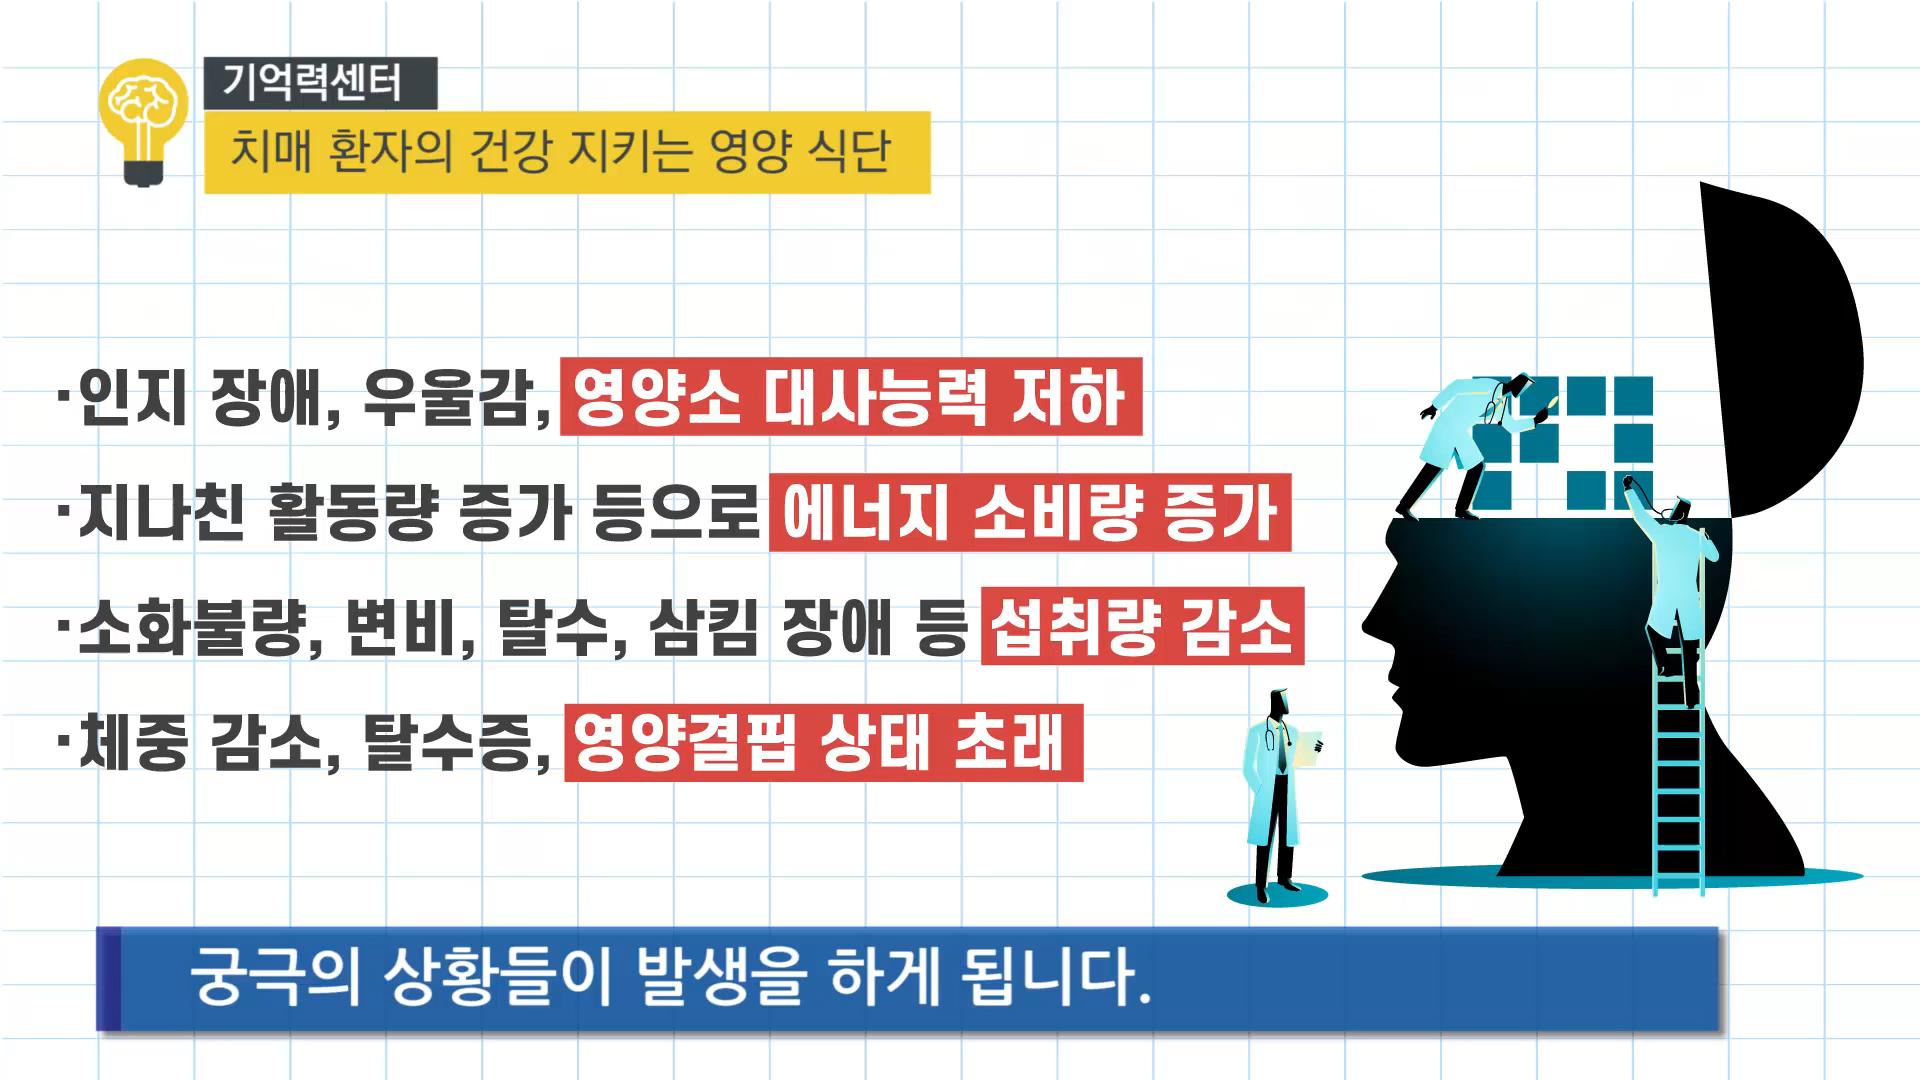 기억력센터
치매 환자의 건강 지키는 영양 식단
·인지 장애, 우울감, 영양소 대사능력 저하
·지나친 활동량 증가 등으로 에너지 소비량 증가
·소화불량, 변비, 탈수, 삼킴 장애 등 섭취량 감소
·체중 감소, 탈수증, 영양결핍 상태 초래
궁극의 상황들이 발생을 하게 됩니다.